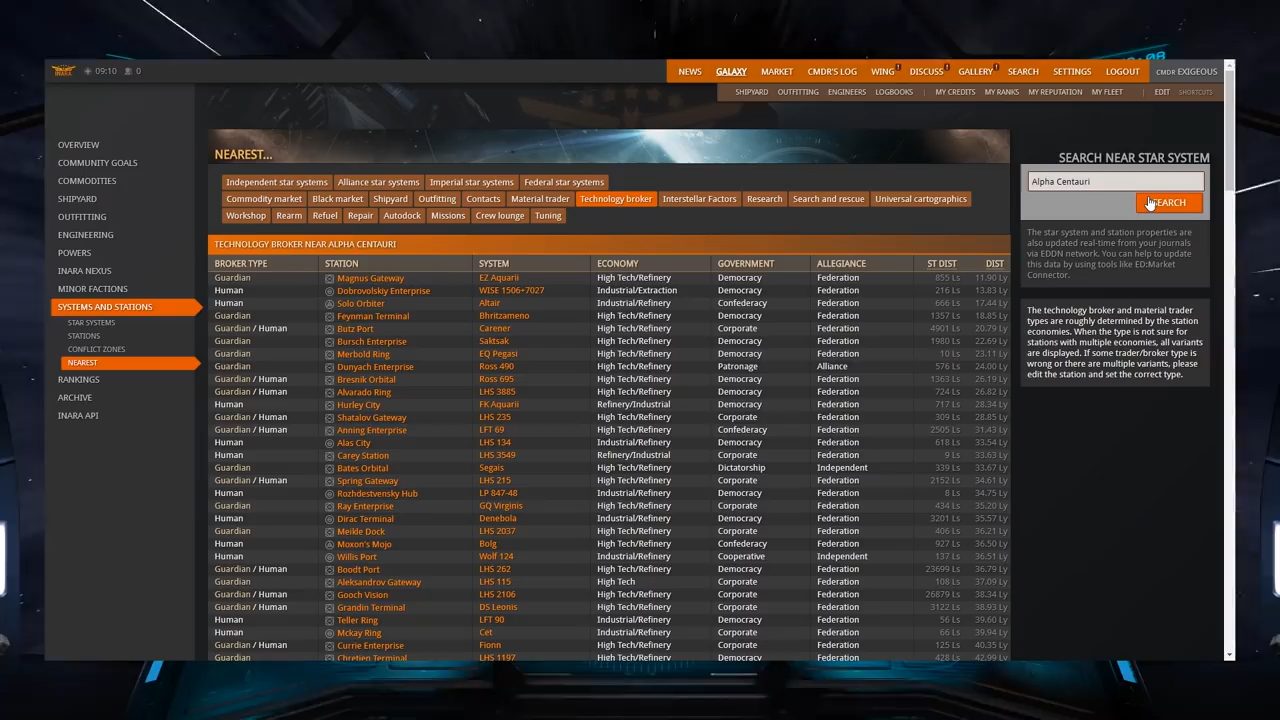 INARA 09:10 0 NEWS GALAXY MARKET CMDR'S LOG WING! DISCUSS! GALLERY! SEARCH SETTINGS LOGOUT CMDR EXIGEOUS
SHIPYARD OUTFITTING ENGINEERS LOGBOOKS | MY CREDITS MY RANKS MY REPUTATION MY FLEET | EDIT SHORTCUTS
OVERVIEW
COMMUNITY GOALS
COMMODITIES
SHIPYARD
OUTFITTING
ENGINEERING
POWERS
INARA NEXUS
MINOR FACTIONS
SYSTEMS AND STATIONS
STAR SYSTEMS
STATIONS
CONFLICT ZONES
NEAREST
RANKINGS
ARCHIVE
INARA API
NEAREST...
Independent star systems Alliance star systems Imperial star systems Federal star systems
Commodity market Black market Shipyard Outfitting Contacts Material trader Technology broker Interstellar Factors Research Search and rescue Universal cartographics
Workshop Rearm Refuel Repair Autodock Missions Crew lounge Tuning
TECHNOLOGY BROKER NEAR ALPHA CENTAURI
BROKER TYPE STATION SYSTEM ECONOMY GOVERNMENT ALLEGIANCE ST DIST DIST
Guardian Magnus Gateway EZ Aquarii High Tech/Refinery Democracy Federation 855 Ls 11.90 Ly
Human Dobrovolskiy Enterprise WISE 1506+7027 Industrial/Extraction Democracy Federation 216 Ls 13.83 Ly
Human Solo Orbiter Altair Industrial/Refinery Confederacy Federation 666 Ls 17.44 Ly
Guardian Feynman Terminal Bhritzameno High Tech/Refinery Democracy Federation 1357 Ls 18.85 Ly
Guardian / Human Butz Port Carener High Tech/Refinery Corporate Federation 4901 Ls 20.79 Ly
Guardian Bursch Enterprise Saktsak High Tech/Refinery Democracy Federation 1980 Ls 22.69 Ly
Guardian Merbold Ring EQ Pegasi High Tech/Refinery Democracy Federation 10 Ls 23.11 Ly
Guardian Dunyach Enterprise Ross 490 High Tech/Refinery Patronage Alliance 576 Ls 24.00 Ly
Guardian / Human Bresnik Orbital Ross 695 High Tech/Refinery Democracy Federation 1363 Ls 26.19 Ly
Guardian / Human Alvarado Ring LHS 3885 High Tech/Refinery Democracy Federation 724 Ls 26.82 Ly
Human Hurley City FK Aquarii Refinery/Industrial Democracy Federation 717 Ls 28.34 Ly
Guardian Shatalov Gateway LHS 235 High Tech/Refinery Corporate Federation 309 Ls 28.85 Ly
Guardian / Human Anning Enterprise LFT 69 High Tech/Refinery Confederacy Federation 2505 Ls 31.43 Ly
Human Alas City LHS 134 Industrial/Refinery Democracy Federation 618 Ls 33.54 Ly
Human Carey Station LHS 3549 Refinery/Industrial Corporate Federation 9 Ls 33.63 Ly
Guardian Bates Orbital Segais High Tech/Refinery Dictatorship Independent 339 Ls 33.67 Ly
Guardian / Human Spring Gateway LHS 215 High Tech/Refinery Corporate Federation 2152 Ls 34.61 Ly
Human Rozhdestvensky Hub LP 847-48 Industrial/Refinery Democracy Federation 8 Ls 34.75 Ly
Guardian Ray Enterprise GQ Virginis High Tech/Refinery Corporate Federation 434 Ls 35.20 Ly
Human Dirac Terminal Denebola Industrial/Refinery Democracy Federation 3201 Ls 35.57 Ly
Guardian Meikle Dock LHS 2037 High Tech/Refinery Corporate Federation 406 Ls 36.21 Ly
Human Moxon's Mojo Bolg Industrial/Refinery Confederacy Federation 927 Ls 36.50 Ly
Human Willis Port Wolf 124 Industrial/Refinery Cooperative Independent 137 Ls 36.51 Ly
Guardian / Human Boodt Port LHS 262 High Tech/Refinery Democracy Federation 23699 Ls 36.79 Ly
Guardian Aleksandrov Gateway LHS 115 High Tech Corporate Federation 108 Ls 37.09 Ly
Guardian / Human Gooch Vision LHS 2106 High Tech/Refinery Corporate Federation 26879 Ls 38.34 Ly
Guardian / Human Grandin Terminal DS Leonis High Tech/Refinery Corporate Federation 3122 Ls 38.93 Ly
Human Teller Ring LFT 90 Industrial/Refinery Democracy Federation 56 Ls 39.60 Ly
Human Mckay Ring Cet Industrial/Refinery Corporate Federation 66 Ls 39.94 Ly
Guardian / Human Currie Enterprise Fionn High Tech/Refinery Corporate Federation 125 Ls 40.35 Ly
Guardian / Human Chretien Terminal LHS 1197 High Tech/Refinery Democracy Federation 428 Ls 42.99 Ly
SEARCH NEAR STAR SYSTEM
Alpha Centauri
SEARCH
The star system and station properties are
also updated real-time from your journals
via EDDN network. You can help to update
this data by using tools like ED:Market
Connector.
The technology broker and material trader
types are roughly determined by the station
economies. When the type is not sure for
stations with multiple economies, all variants
are displayed. If some trader/broker type is
wrong or there are multiple variants, please
edit the station and set the correct type.